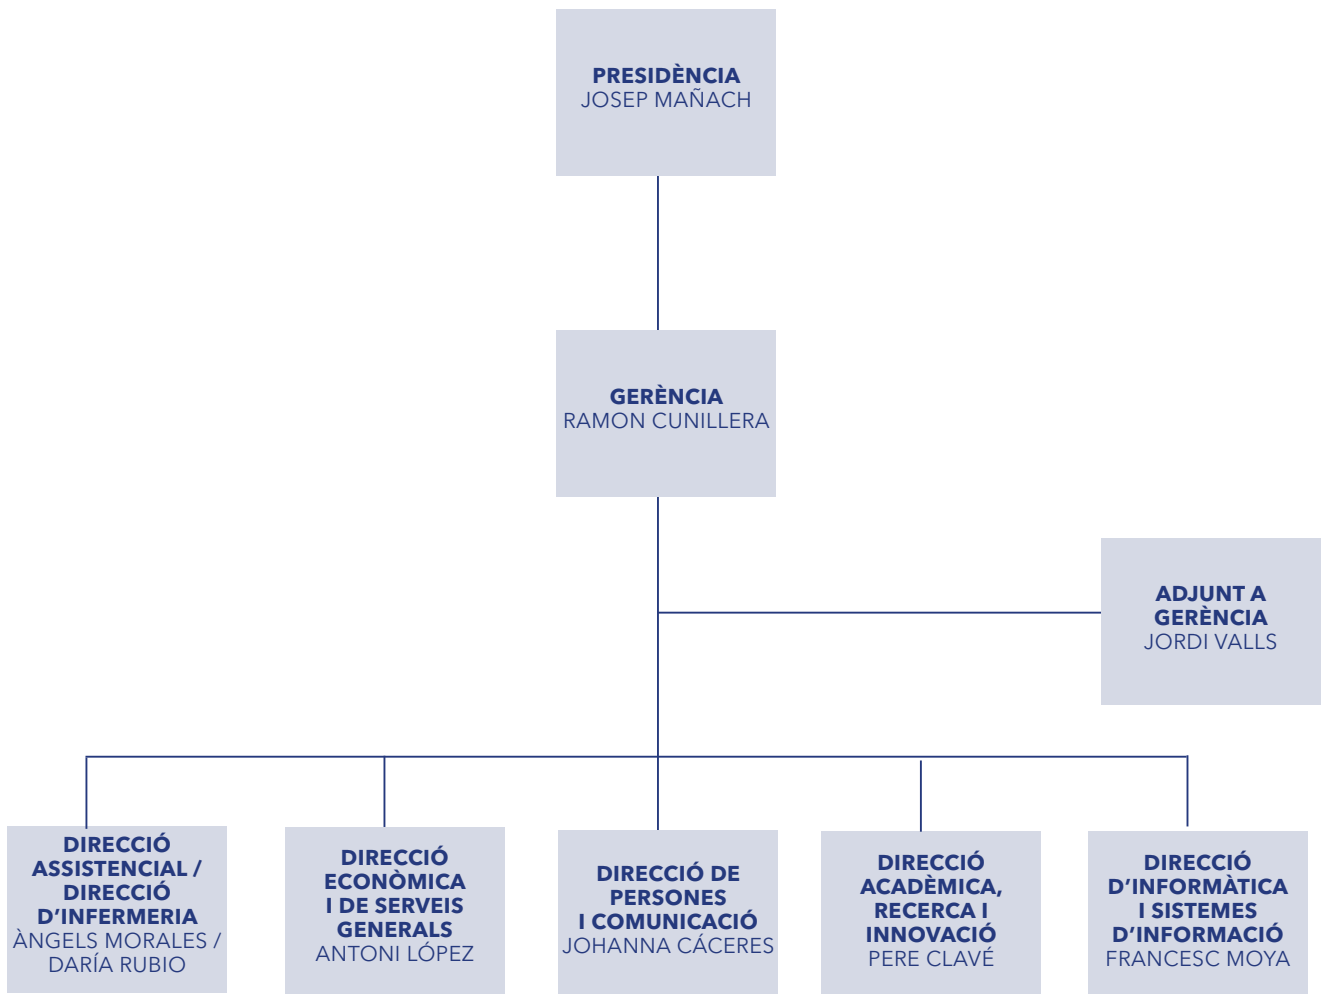 PRESIDÈNCIA
JOSEP MAÑACH
GERÈNCIA
RAMON CUNILLERA
ADJUNT A
GERÈNCIA
JORDI VALLS
DIRECCIÓ
ASSISTENCIAL /
DIRECCIÓ
D’INFERMERIA
ÀNGELS MORALES /
DARÍA RUBIO
DIRECCIÓ
ECONÒMICA
I DE SERVEIS
GENERALS
ANTONI LÓPEZ
DIRECCIÓ DE
PERSONES
I COMUNICACIÓ
JOHANNA CÁCERES
DIRECCIÓ
ACADÈMICA,
RECERCA I
INNOVACIÓ
PERE CLAVÉ
DIRECCIÓ
D’INFORMÀTICA
I SISTEMES
D’INFORMACIÓ
FRANCESC MOYA